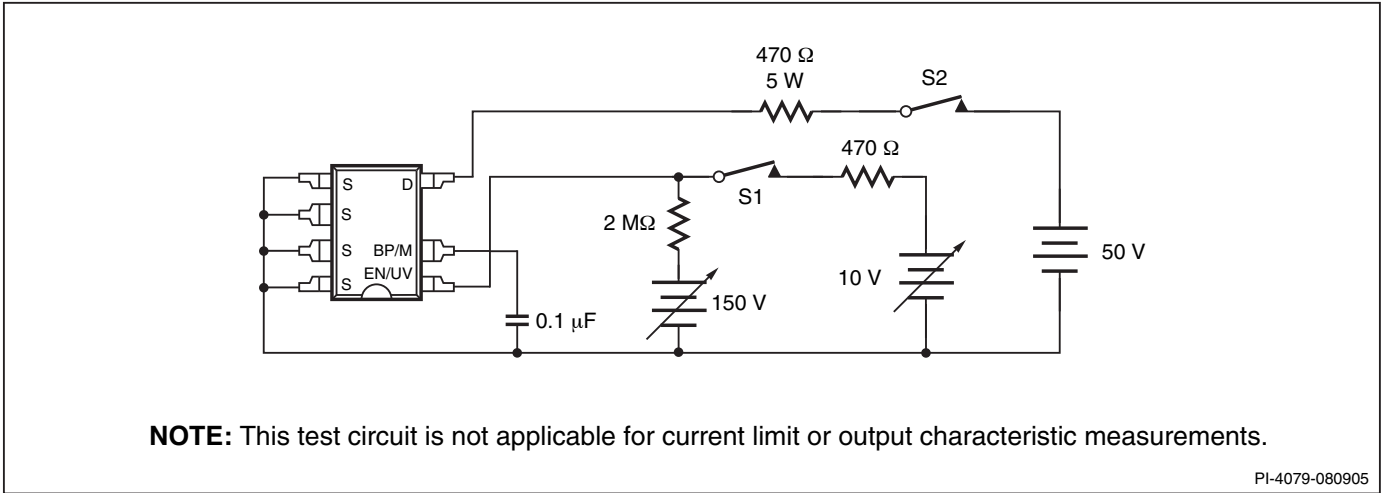 470 Ω
5 W
S2
470 Ω
S D
S1
S
2 MΩ
S BP/M
50 V
EN/UV
10 V
S
150 V
0.1 μF
NOTE: This test circuit is not applicable for current limit or output characteristic measurements.
PI-4079-080905